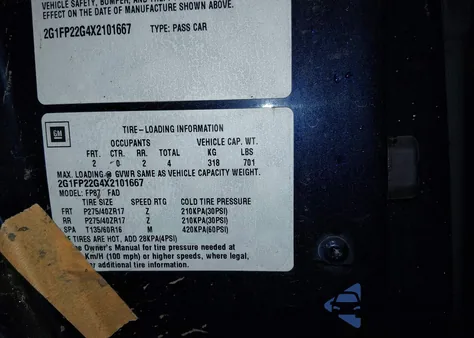 VEHICLE SAFETY, BUMPER, AND THEFT
EFFECT ON THE DATE OF MANUFACTURE SHOWN ABOVE.
2G1FP22G4X2101667 TYPE: PASS CAR
GM
TIRE-LOADING INFORMATION
OCCUPANTS VEHICLE CAP. WT.
FRT. CTR. RR. TOTAL KG LBS
2 0 2 4 318 701
MAX. LOADING @ GVWR SAME AS VEHICLE CAPACITY WEIGHT.
2G1FP22G4X2101667
MODEL: FP87 FAD
TIRE SIZE SPEED RTG COLD TIRE PRESSURE
FRT P275/40ZR17 Z 210KPA(30PSI)
RR P275/40ZR17 Z 210KPA(30PSI)
SPA T135/60R16 M 420KPA(60PSI)
TIRES ARE HOT, ADD 28KPA(4PSI)
Owner's Manual for tire pressure needed at
Km/H (100 mph) or higher speeds, where legal,
additional tire information.